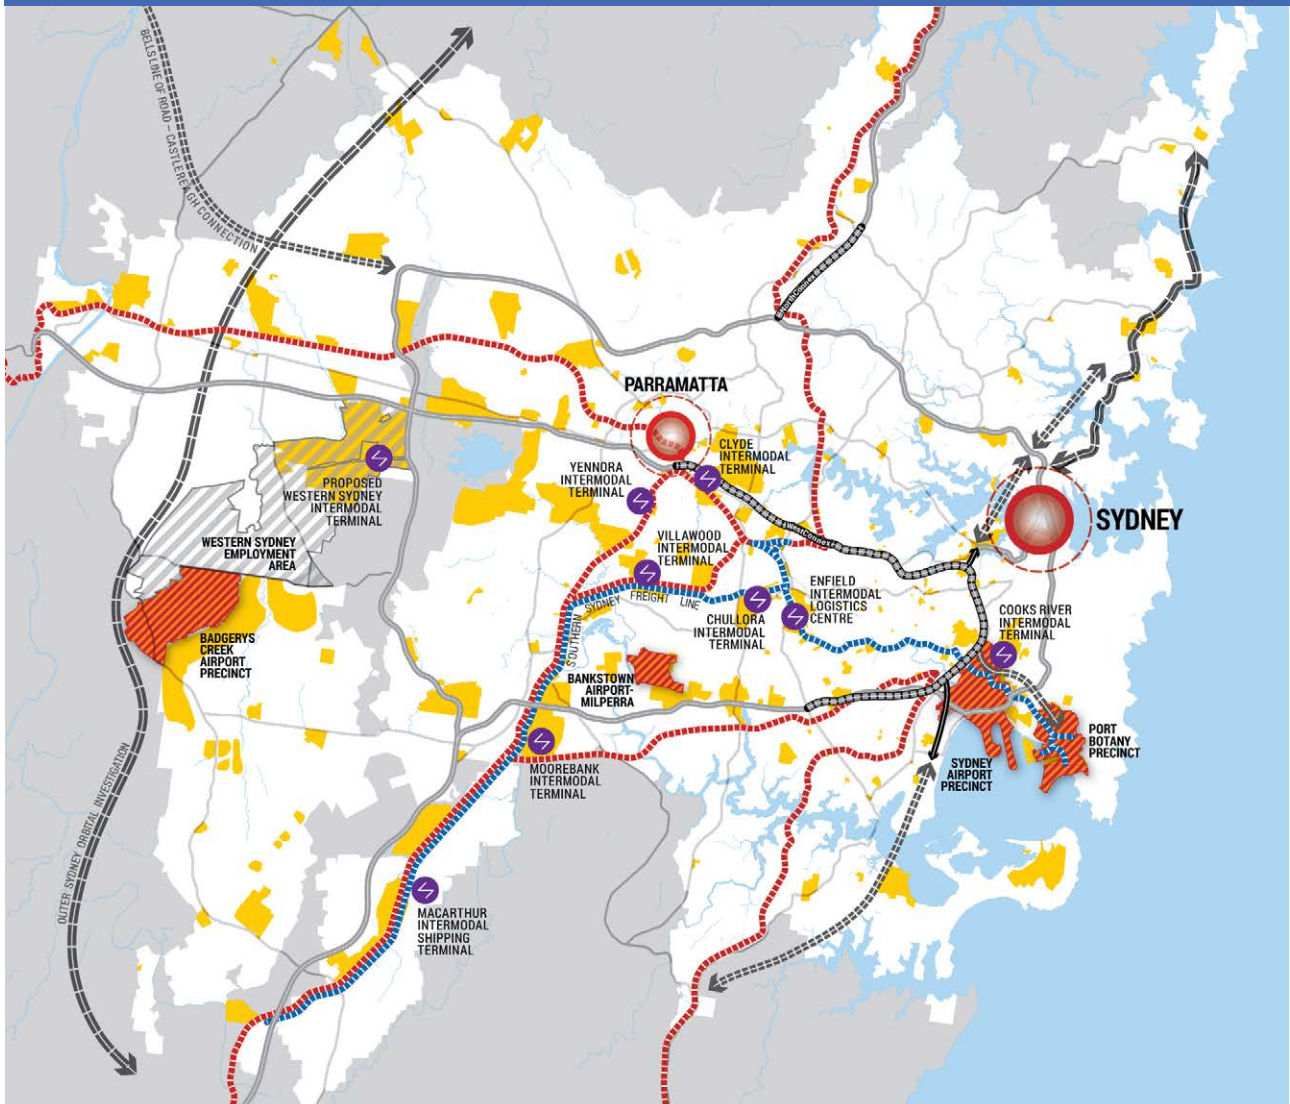 BELLS LINE OF ROAD – CASTLEREAGH CONNECTION
NorthConnex
PARRAMATTA
CLYDE
INTERMODAL
TERMINAL
YENNORA
INTERMODAL
TERMINAL
PROPOSED
WESTERN SYDNEY
INTERMODAL
TERMINAL
WestConnex
SYDNEY
WESTERN SYDNEY
EMPLOYMENT
AREA
VILLAWOOD
INTERMODAL
TERMINAL
ENFIELD
INTERMODAL
LOGISTICS
CENTRE
SOUTHERN SYDNEY FREIGHT LINE
CHULLORA
INTERMODAL
TERMINAL
COOKS RIVER
INTERMODAL
TERMINAL
BADGERYS
CREEK
AIRPORT
PRECINCT
BANKSTOWN
AIRPORT-
MILPERRA
PORT
BOTANY
PRECINCT
SYDNEY
AIRPORT
PRECINCT
MOOREBANK
INTERMODAL
TERMINAL
OUTER SYDNEY ORBITAL INVESTIGATION
MACARTHUR
INTERMODAL
SHIPPING
TERMINAL